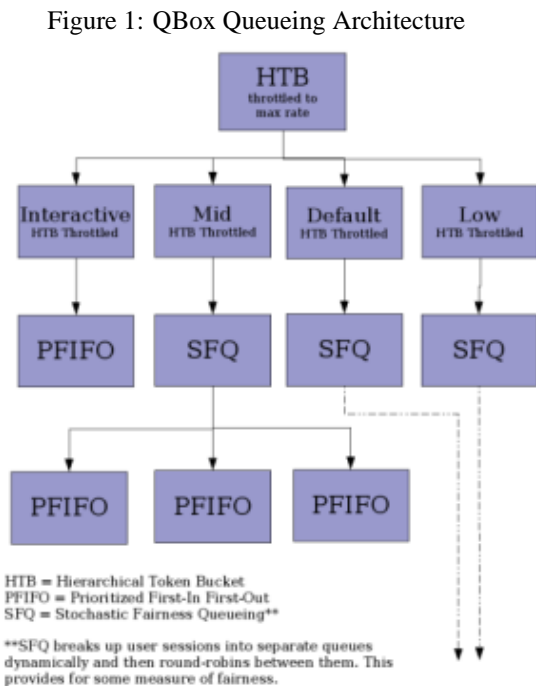 Figure 1: QBox Queueing Architecture
HTB
throttled to
max rate
Interactive
HTB Throttled
Mid
HTB Throttled
Default
HTB Throttled
Low
HTB Throttled
PFIFO
SFQ
SFQ
SFQ
PFIFO
PFIFO
PFIFO
HTB = Hierarchical Token Bucket
PFIFO = Prioritized First-In First-Out
SFQ = Stochastic Fairness Queueing**
**SFQ breaks up user sessions into separate queues
dynamically and then round-robins between them. This
provides for some measure of fairness.